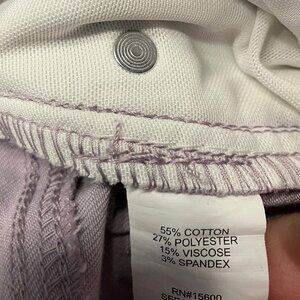 55% COTTON
27% POLYESTER
15% VISCOSE
3% SPANDEX
RN#15600